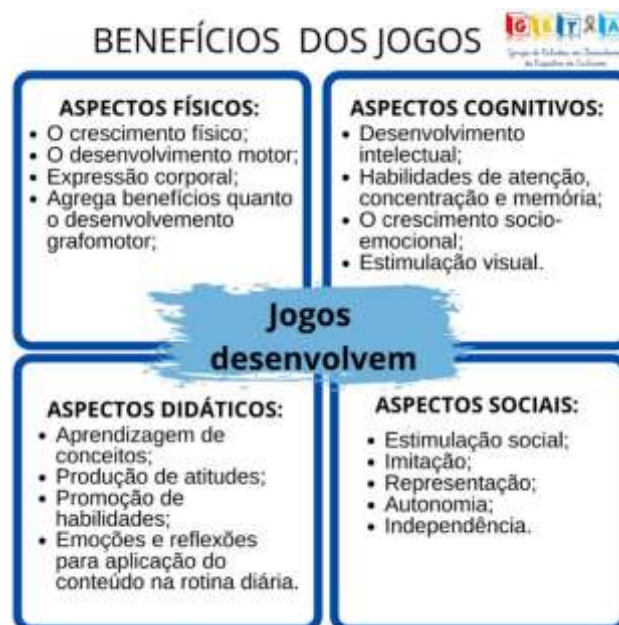 BENEFÍCIOS DOS JOGOS
GETA
ASPECTOS FÍSICOS:
• O crescimento físico;
• O desenvolvimento motor;
• Expressão corporal;
• Agrega benefícios quanto
o desenvolvemento
grafomotor;
ASPECTOS COGNITIVOS:
• Desenvolvimento
intelectual;
• Habilidades de atenção,
concentração e memória;
• O crescimento socio-
emocional;
• Estimulação visual.
Jogos
desenvolvem
ASPECTOS DIDÁTICOS:
• Aprendizagem de
conceitos;
• Produção de atitudes;
• Promoção de
habilidades;
• Emoções e reflexões
para aplicação do
conteúdo na rotina diária.
ASPECTOS SOCIAIS:
• Estimulação social;
• Imitação;
• Representação;
• Autonomia;
• Independência.